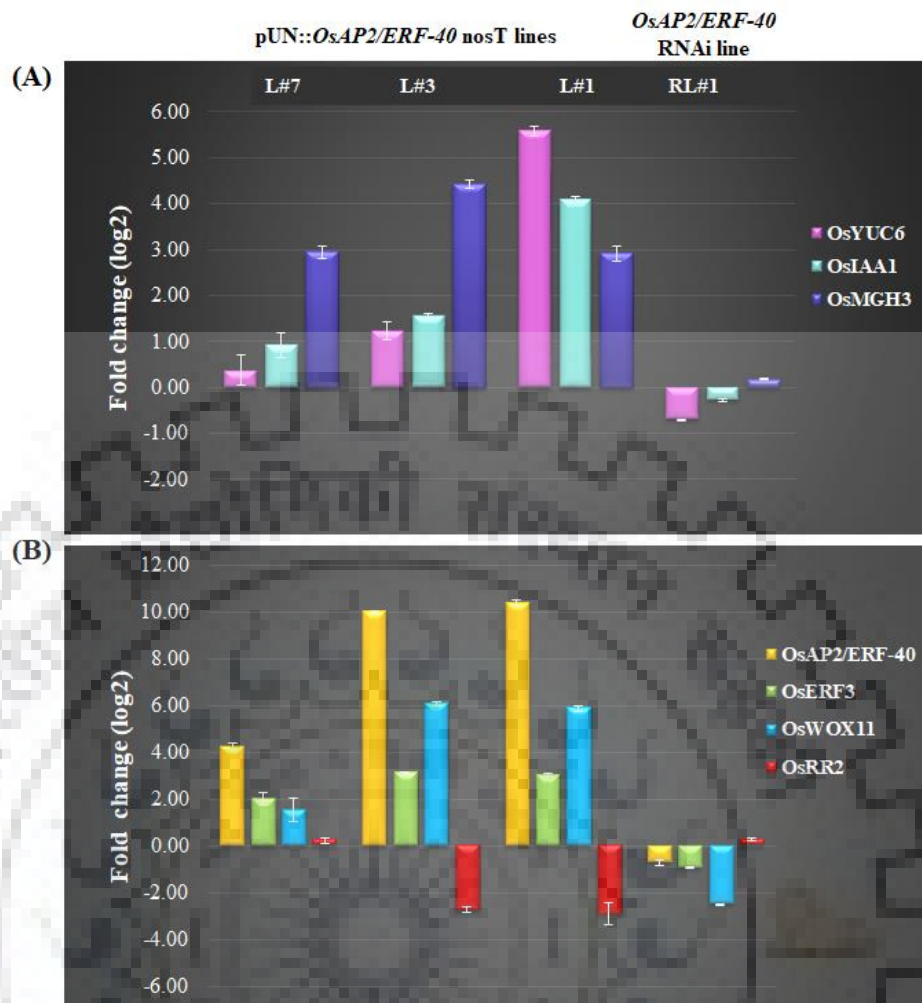 pUN::OsAP2/ERF-40 nosT lines
OsAP2/ERF-40
RNAi line
(A)
L#7 L#3 L#1 RL#1
6.00
5.00
4.00
3.00
2.00
1.00
0.00
-1.00
-2.00
Fold change (log2)
OsYUC6
OsIAA1
OsMGH3
(B)
12.00
10.00
8.00
6.00
4.00
2.00
0.00
-2.00
-4.00
-6.00
Fold change (log2)
OsAP2/ERF-40
OsERF3
OsWOX11
OsRR2